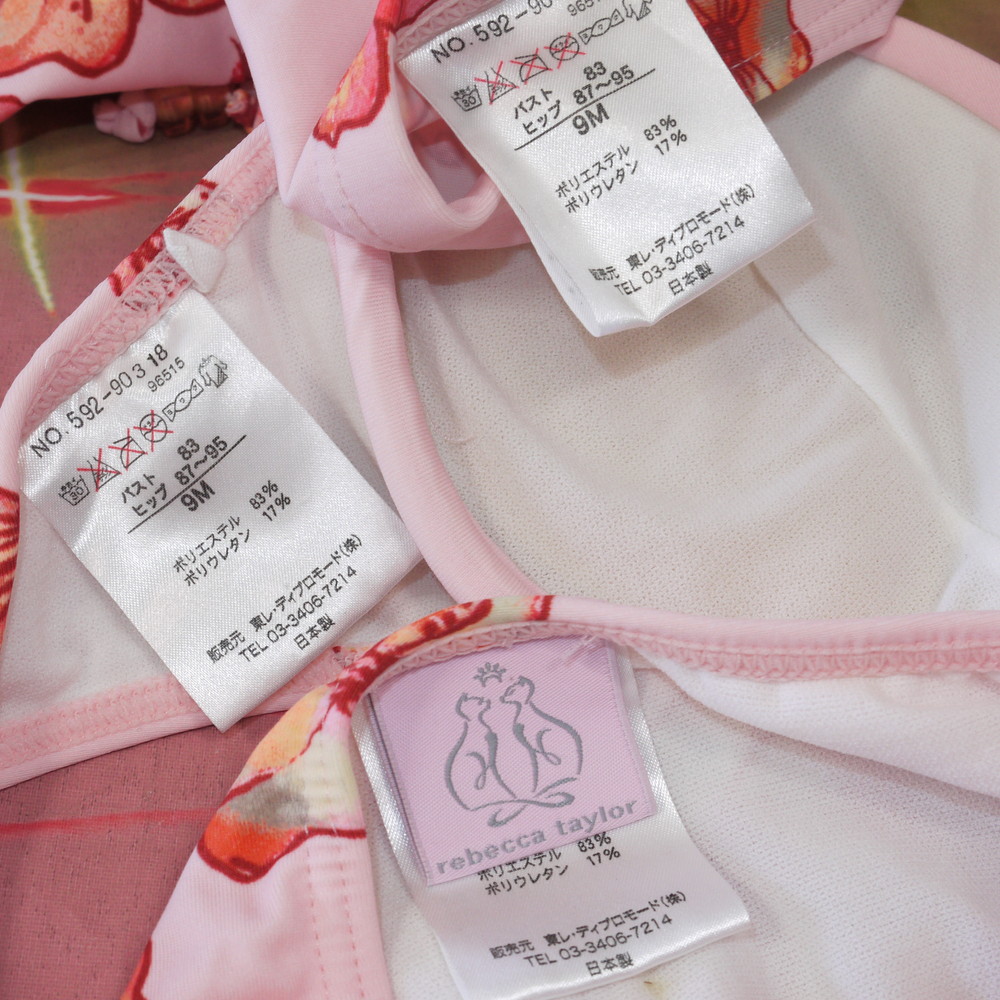 NO. 592-90
9651
30
バスト 83
ヒップ 87～95
9M
ポリエステル 83%
ポリウレタン 17%
販売元 東レ・ディプロモード(株)
TEL 03-3406-7214
日本製
NO. 592-90 3 18
96515
30
バスト 83
ヒップ 87～95
9M
ポリエステル 83%
ポリウレタン 17%
販売元 東レ・ディプロモード(株)
TEL 03-3406-7214
日本製
rebecca taylor
ポリエステル 83%
ポリウレタン 17%
販売元 東レ・ディプロモード(株)
TEL 03-3406-7214
日本製